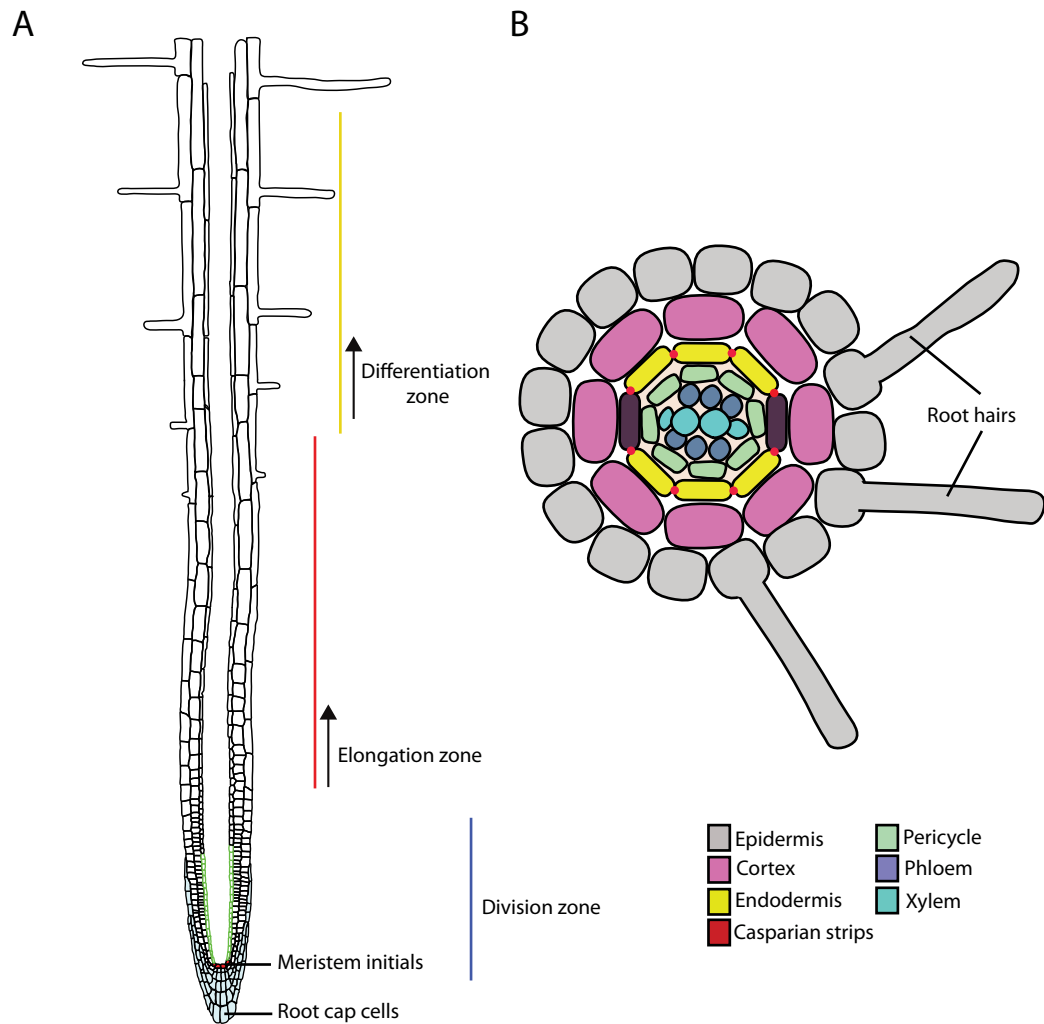 A
B
Differentiation
zone
Root hairs
Elongation zone
Division zone
Meristem initials
Root cap cells
Epidermis
Cortex
Endodermis
Casparian strips
Pericycle
Phloem
Xylem